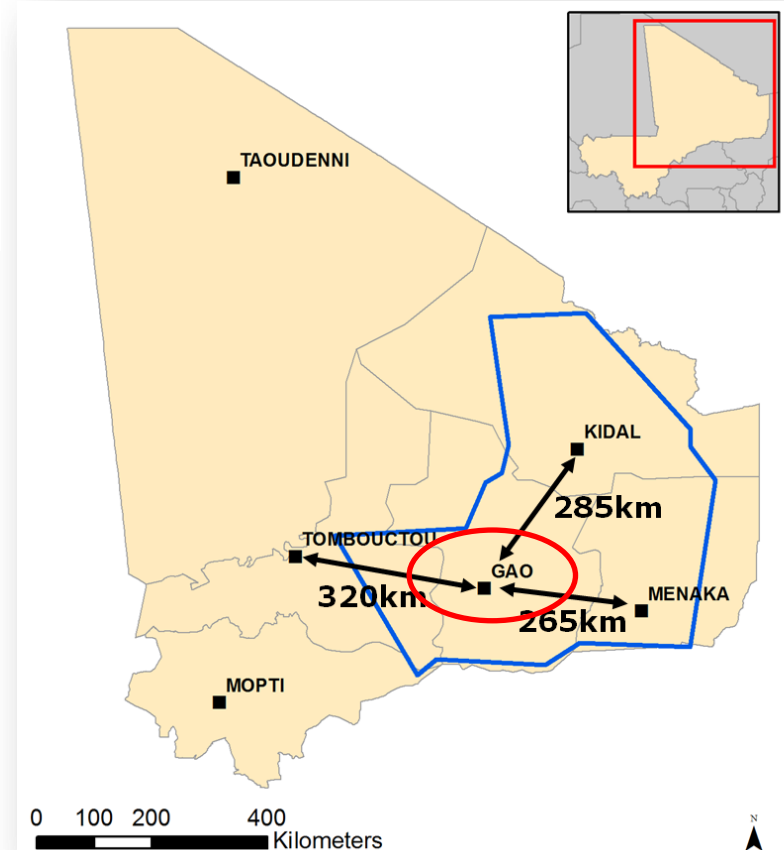 TAOUDENNI
KIDAL
285km
TOMBOUCTOU
GAO
320km
MENAKA
265km
MOPTI
0 100 200 400
Kilometers
N